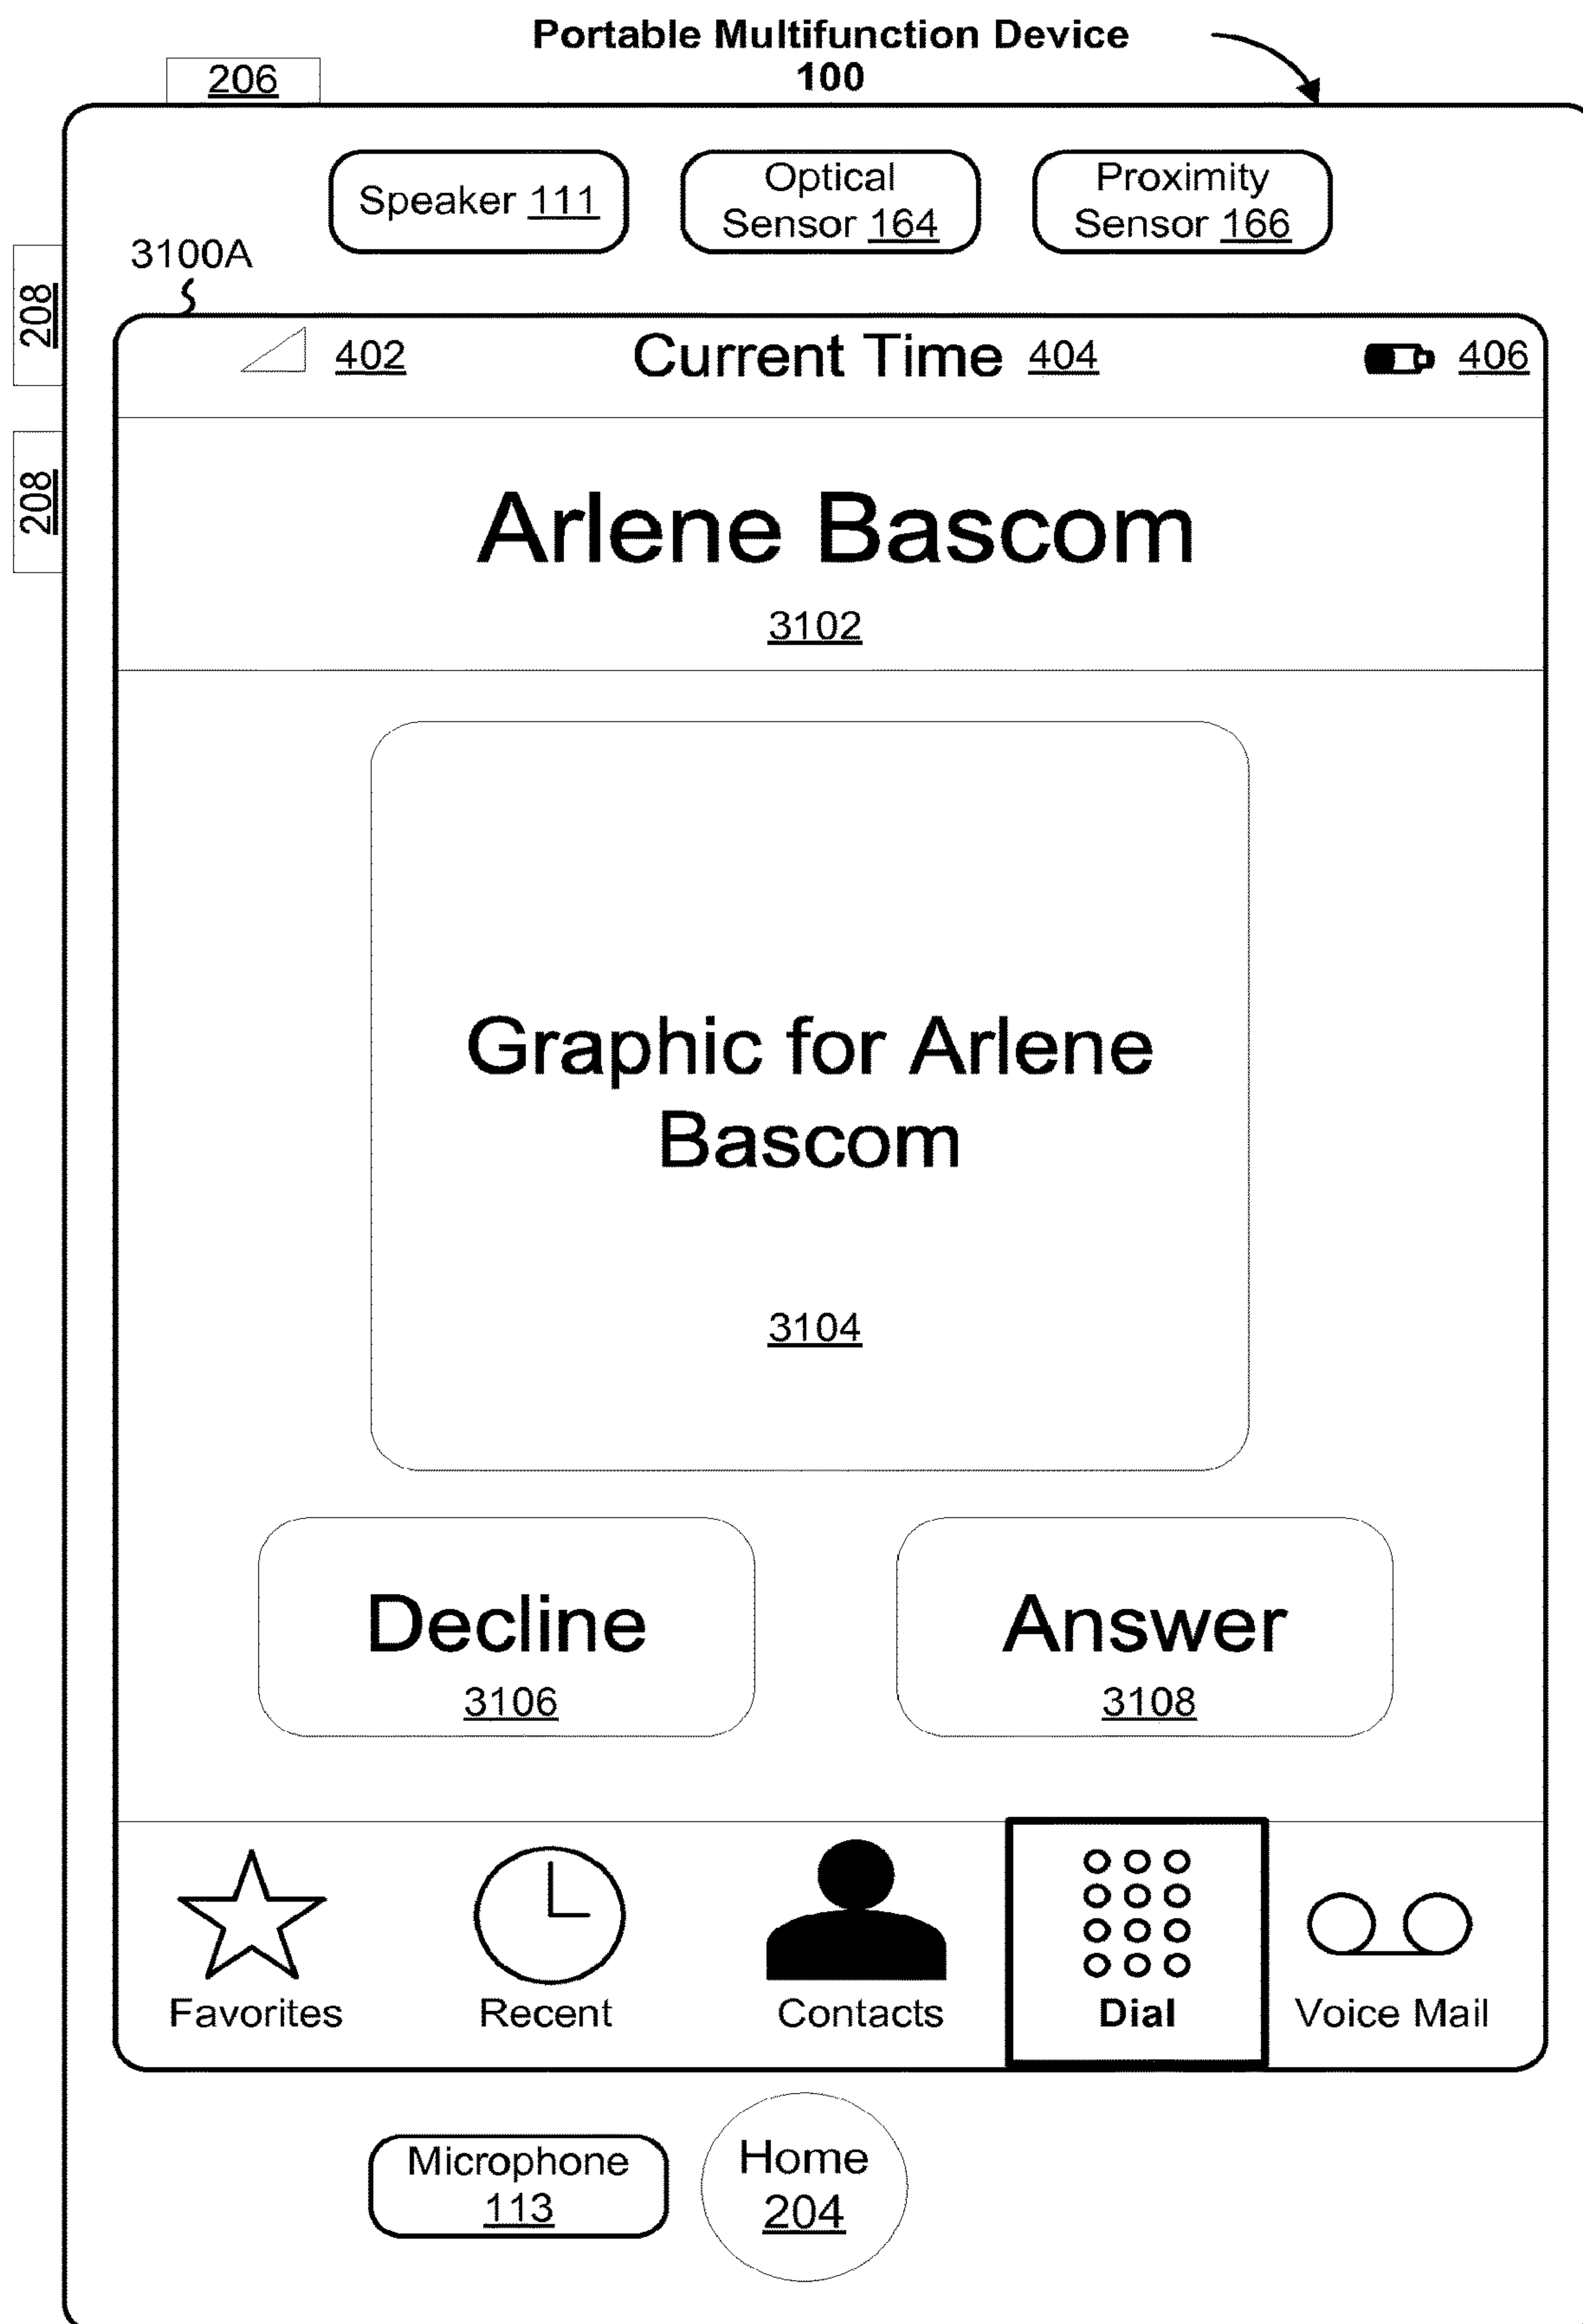 Portable Multifunction Device
100
206
Speaker 111
Optical
Sensor 164
Proximity
Sensor 166
3100A
208
208
402
Current Time 404
406
Arlene Bascom
3102
Graphic for Arlene
Bascom
3104
Decline
3106
Answer
3108
Favorites
Recent
Contacts
Dial
Voice Mail
Microphone
113
Home
204